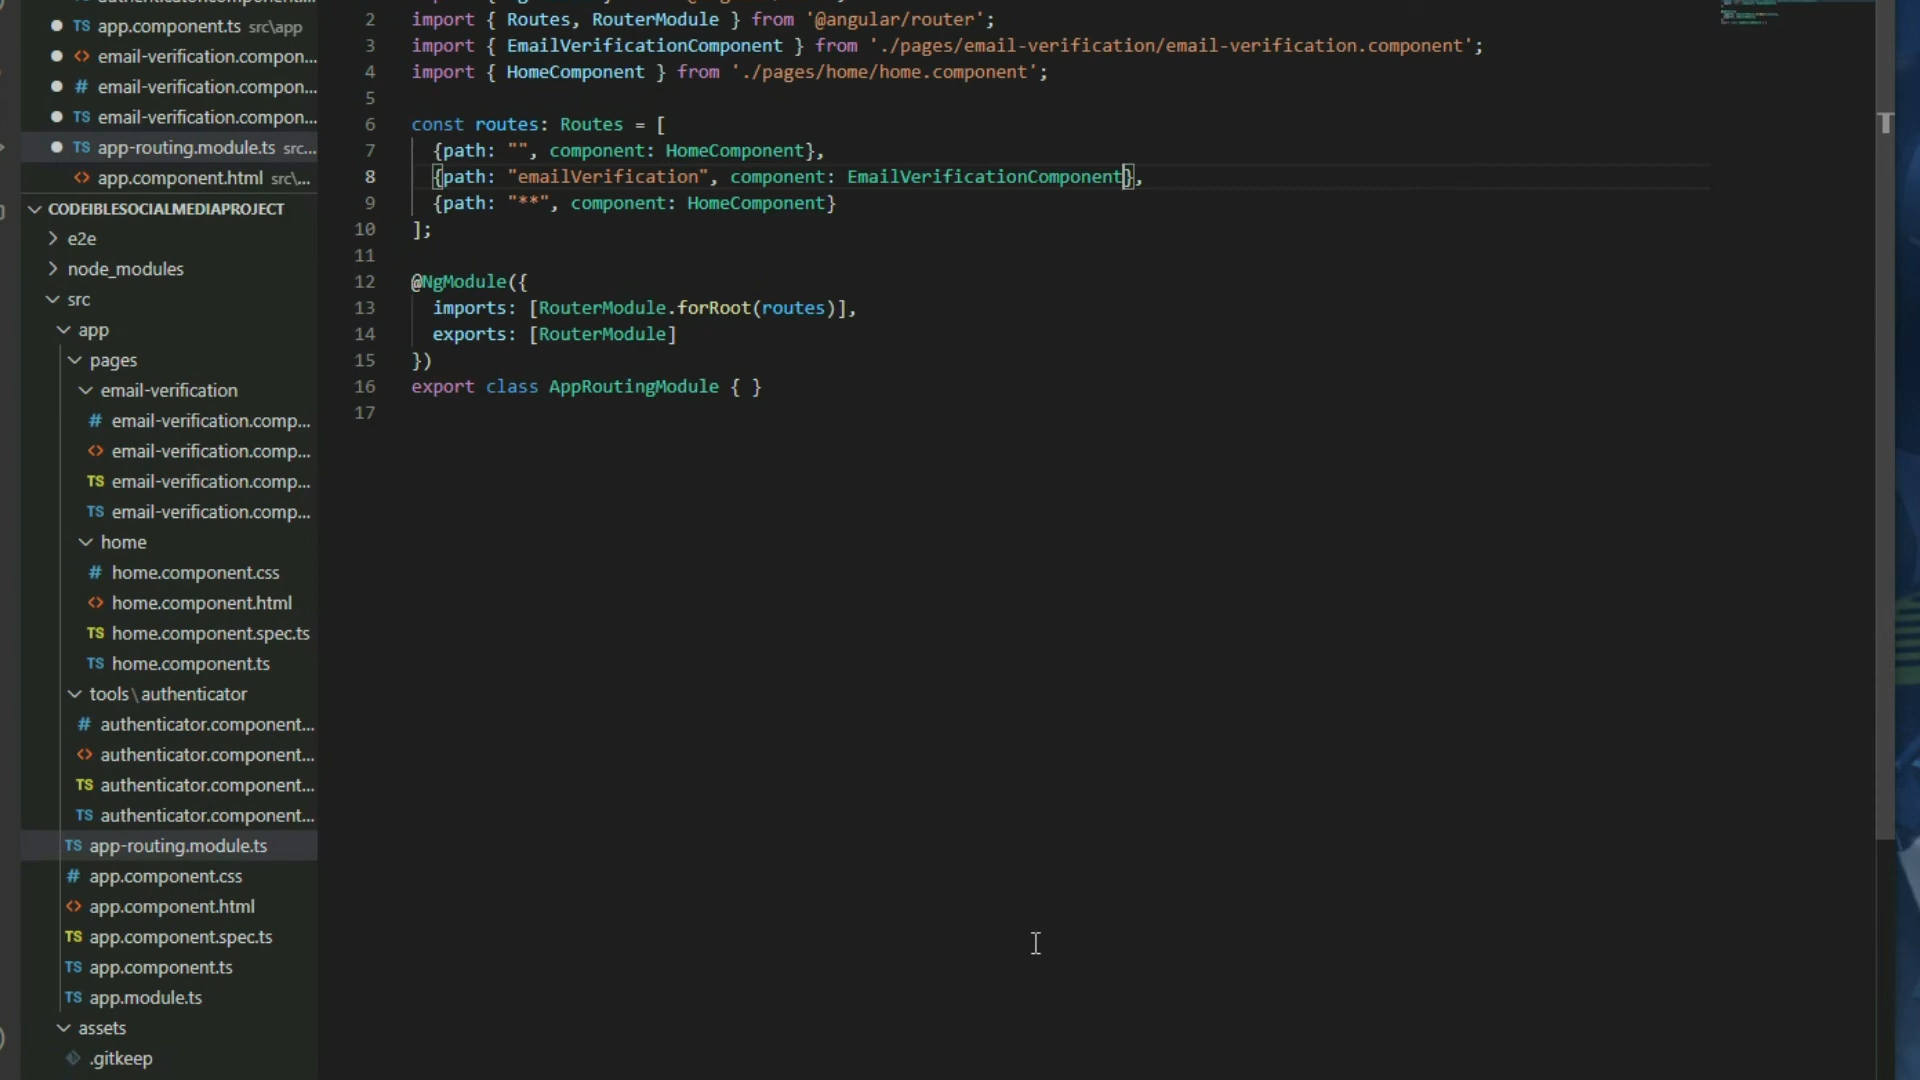 TS app.component.ts src\app
<> email-verification.compon...
# email-verification.compon...
TS email-verification.compon...
TS app-routing.module.ts src...
<> app.component.html src\...
CODEIBLESOCIALMEDIAPROJECT
e2e
node_modules
src
app
pages
email-verification
# email-verification.comp...
<> email-verification.comp...
TS email-verification.comp...
TS email-verification.comp...
home
# home.component.css
<> home.component.html
TS home.component.spec.ts
TS home.component.ts
tools\authenticator
# authenticator.component...
<> authenticator.component...
TS authenticator.component...
TS authenticator.component...
TS app-routing.module.ts
# app.component.css
<> app.component.html
TS app.component.spec.ts
TS app.component.ts
TS app.module.ts
assets
.gitkeep
2 import { Routes, RouterModule } from '@angular/router';
3 import { EmailVerificationComponent } from './pages/email-verification/email-verification.component';
4 import { HomeComponent } from './pages/home/home.component';
5
6 const routes: Routes = [
7 {path: "", component: HomeComponent},
8 {path: "emailVerification", component: EmailVerificationComponent},
9 {path: "**", component: HomeComponent}
10 ];
11
12 @NgModule({
13 imports: [RouterModule.forRoot(routes)],
14 exports: [RouterModule]
15 })
16 export class AppRoutingModule { }
17